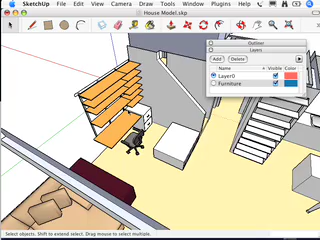 SketchUp File Edit View Camera Draw Tools Window Plugins Help
House Model.skp
Outliner
Layers
Add Delete
Name Visible Color
Layer0
Furniture
Select objects. Shift to extend select. Drag mouse to select multiple.